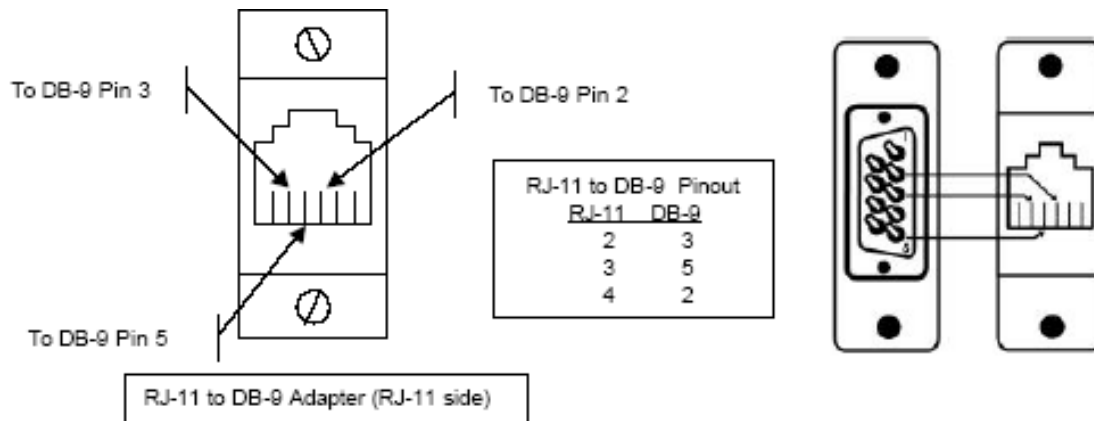 To DB-9 Pin 3
To DB-9 Pin 2
RJ-11 to DB-9 Pinout
RJ-11 DB-9
2 3
3 5
4 2
To DB-9 Pin 5
RJ-11 to DB-9 Adapter (RJ-11 side)